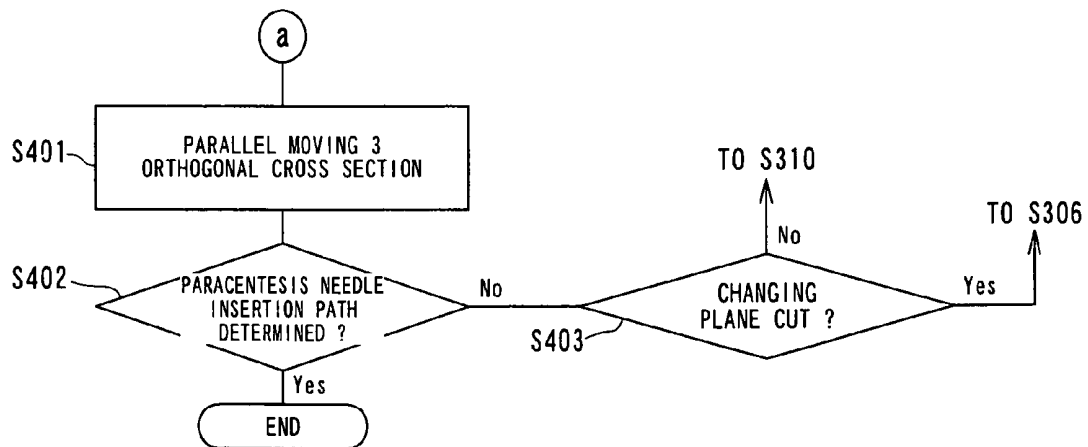 a
S401
PARALLEL MOVING 3
ORTHOGONAL CROSS SECTION
TO S310
TO S306
S402
PARACENTESIS NEEDLE
INSERTION PATH
DETERMINED ?
No
No
CHANGING
PLANE CUT ?
Yes
S403
Yes
END